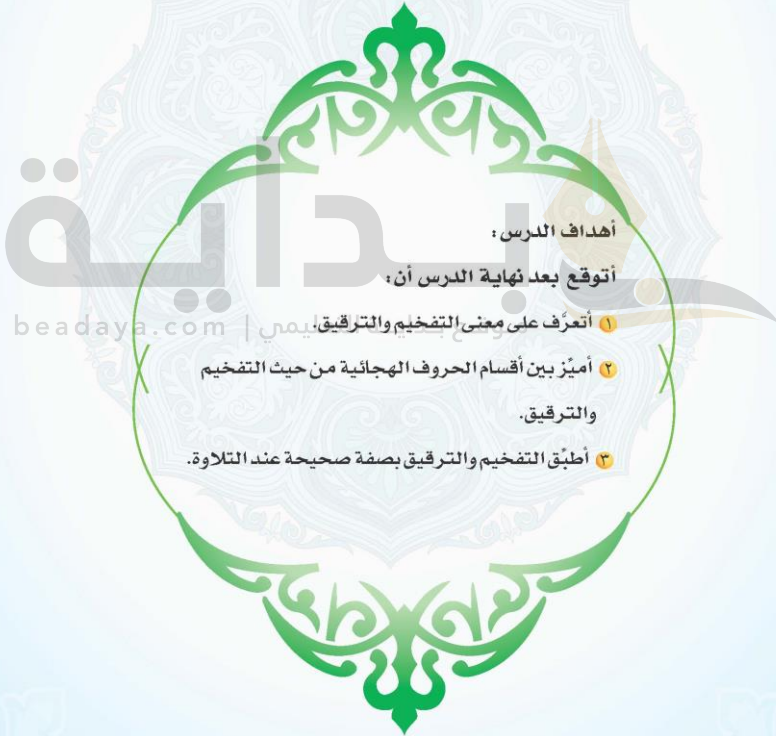 أهداف الدرس:
أتوقع بعد نهاية الدرس أن:
١ أتعرَّف على معنى التفخيم والترقيق.
٢ أميِّز بين أقسام الحروف الهجائية من حيث التفخيم
والترقيق.
٣ أطبِّق التفخيم والترقيق بصفة صحيحة عند التلاوة.
بداية
beadaya.com |